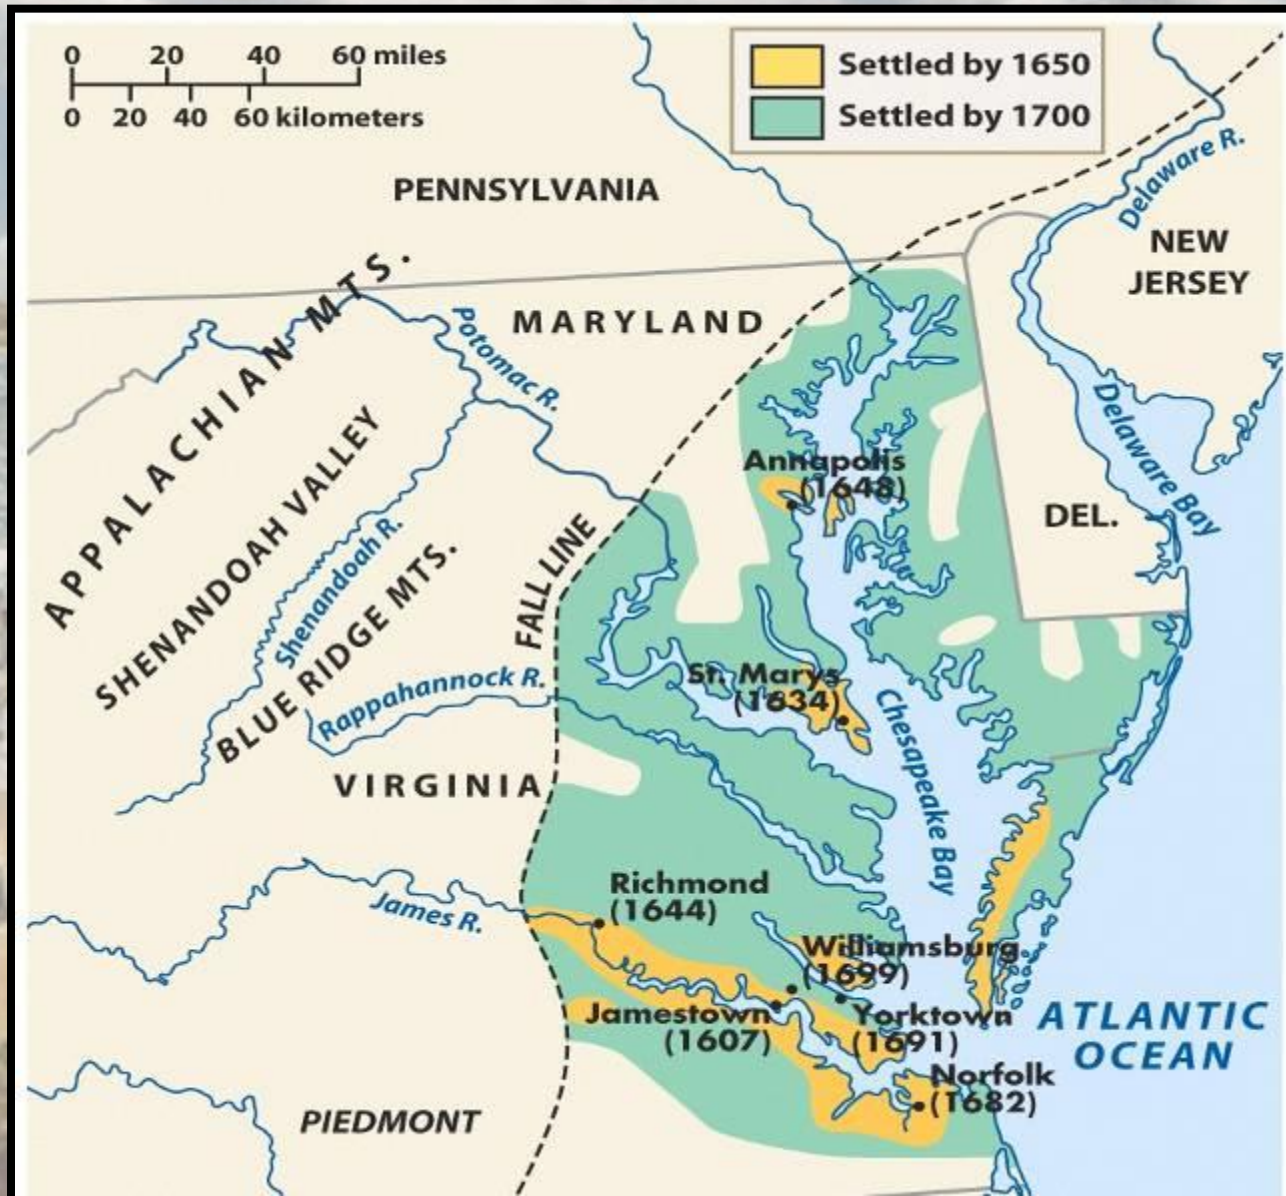 0 20 40 60 miles
0 20 40 60 kilometers
Settled by 1650
Settled by 1700
Delaware R.
PENNSYLVANIA
NEW
JERSEY
APPALACHIAN MTS.
MARYLAND
Potomac R.
Delaware Bay
SHENANDOAH VALLEY
Annapolis
(1648)
DEL.
Shenandoah R.
BLUE RIDGE MTS.
FALL LINE
Rappahannock R.
St. Marys
(1634)
Chesapeake Bay
VIRGINIA
Richmond
(1644)
James R.
Williamsburg
(1699)
Jamestown
(1607)
Yorktown
(1691)
ATLANTIC
OCEAN
Norfolk
(1682)
PIEDMONT